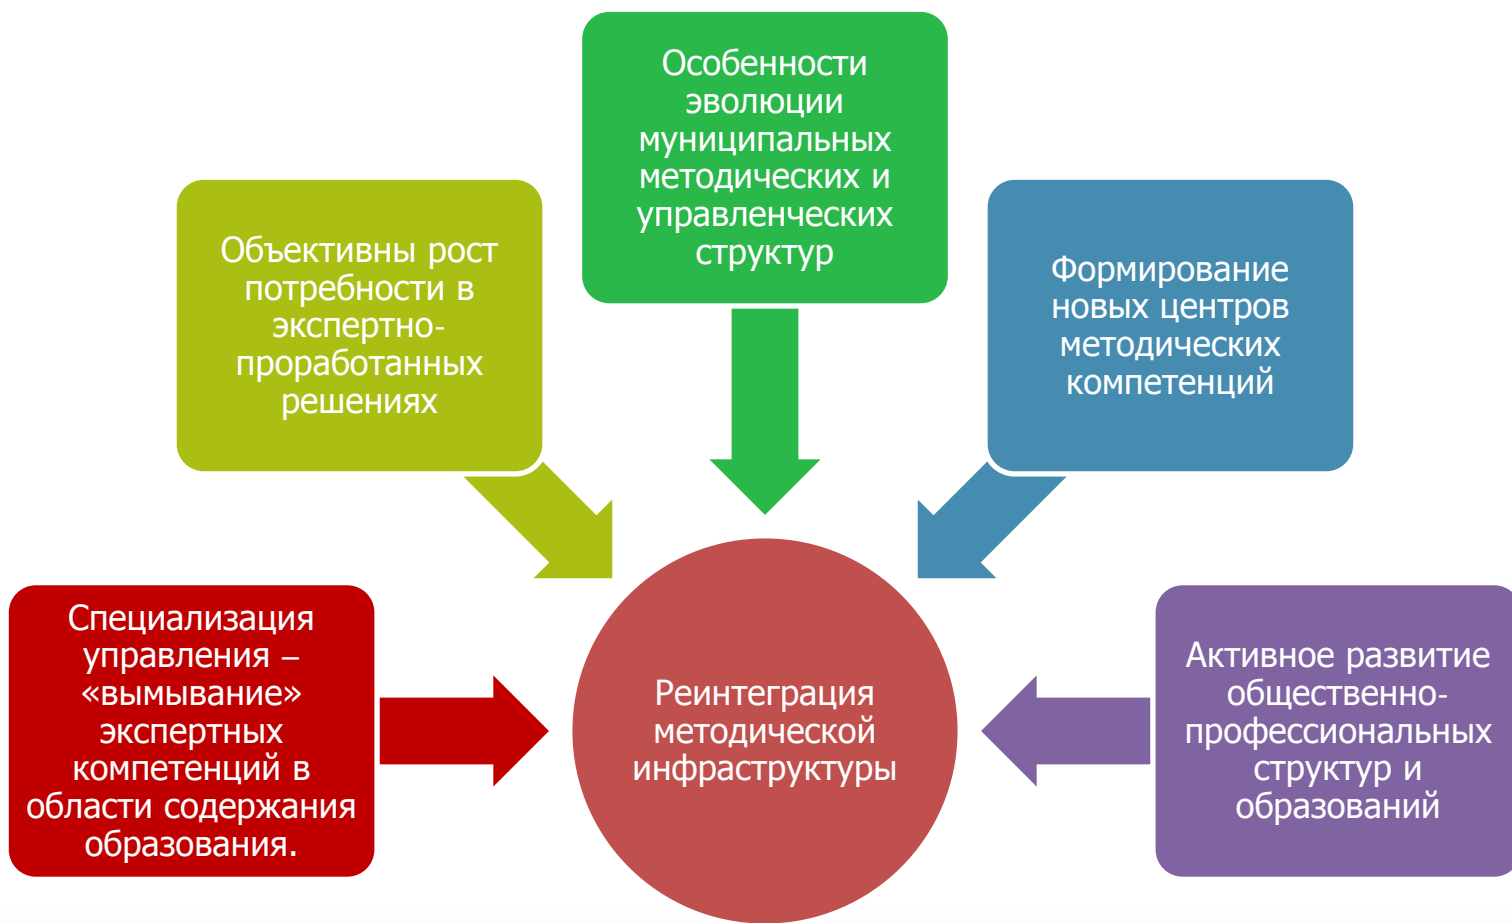 Особенности
эволюции
муниципальных
методических и
управленческих
структур
Объективны рост
потребности в
экспертно-
проработанных
решениях
Формирование
новых центров
методических
компетенций
Специализация
управления –
«вымывание»
экспертных
компетенций в
области содержания
образования.
Реинтеграция
методической
инфраструктуры
Активное развитие
общественно-
профессиональных
структур и
образований